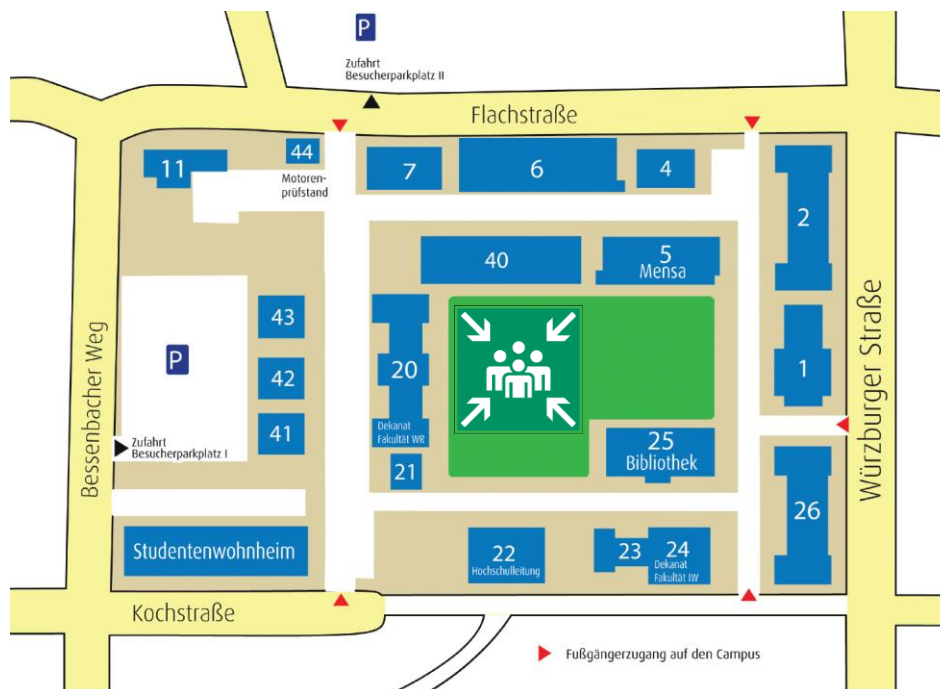 P
Zufahrt
Besucherparkplatz II
Flachstraße
11
44
Motoren-
prüfstand
7
6
4
2
40
5
Mensa
Würzburger Straße
Bessenbacher Weg
P
43
42
41
20
Dekanat
Fakultät WR
1
Zufahrt
Besucherparkplatz I
21
25
Bibliothek
26
Studentenwohnheim
22
Hochschulleitung
23
24
Dekanat
Fakultät IW
Kochstraße
Fußgängerzugang auf den Campus